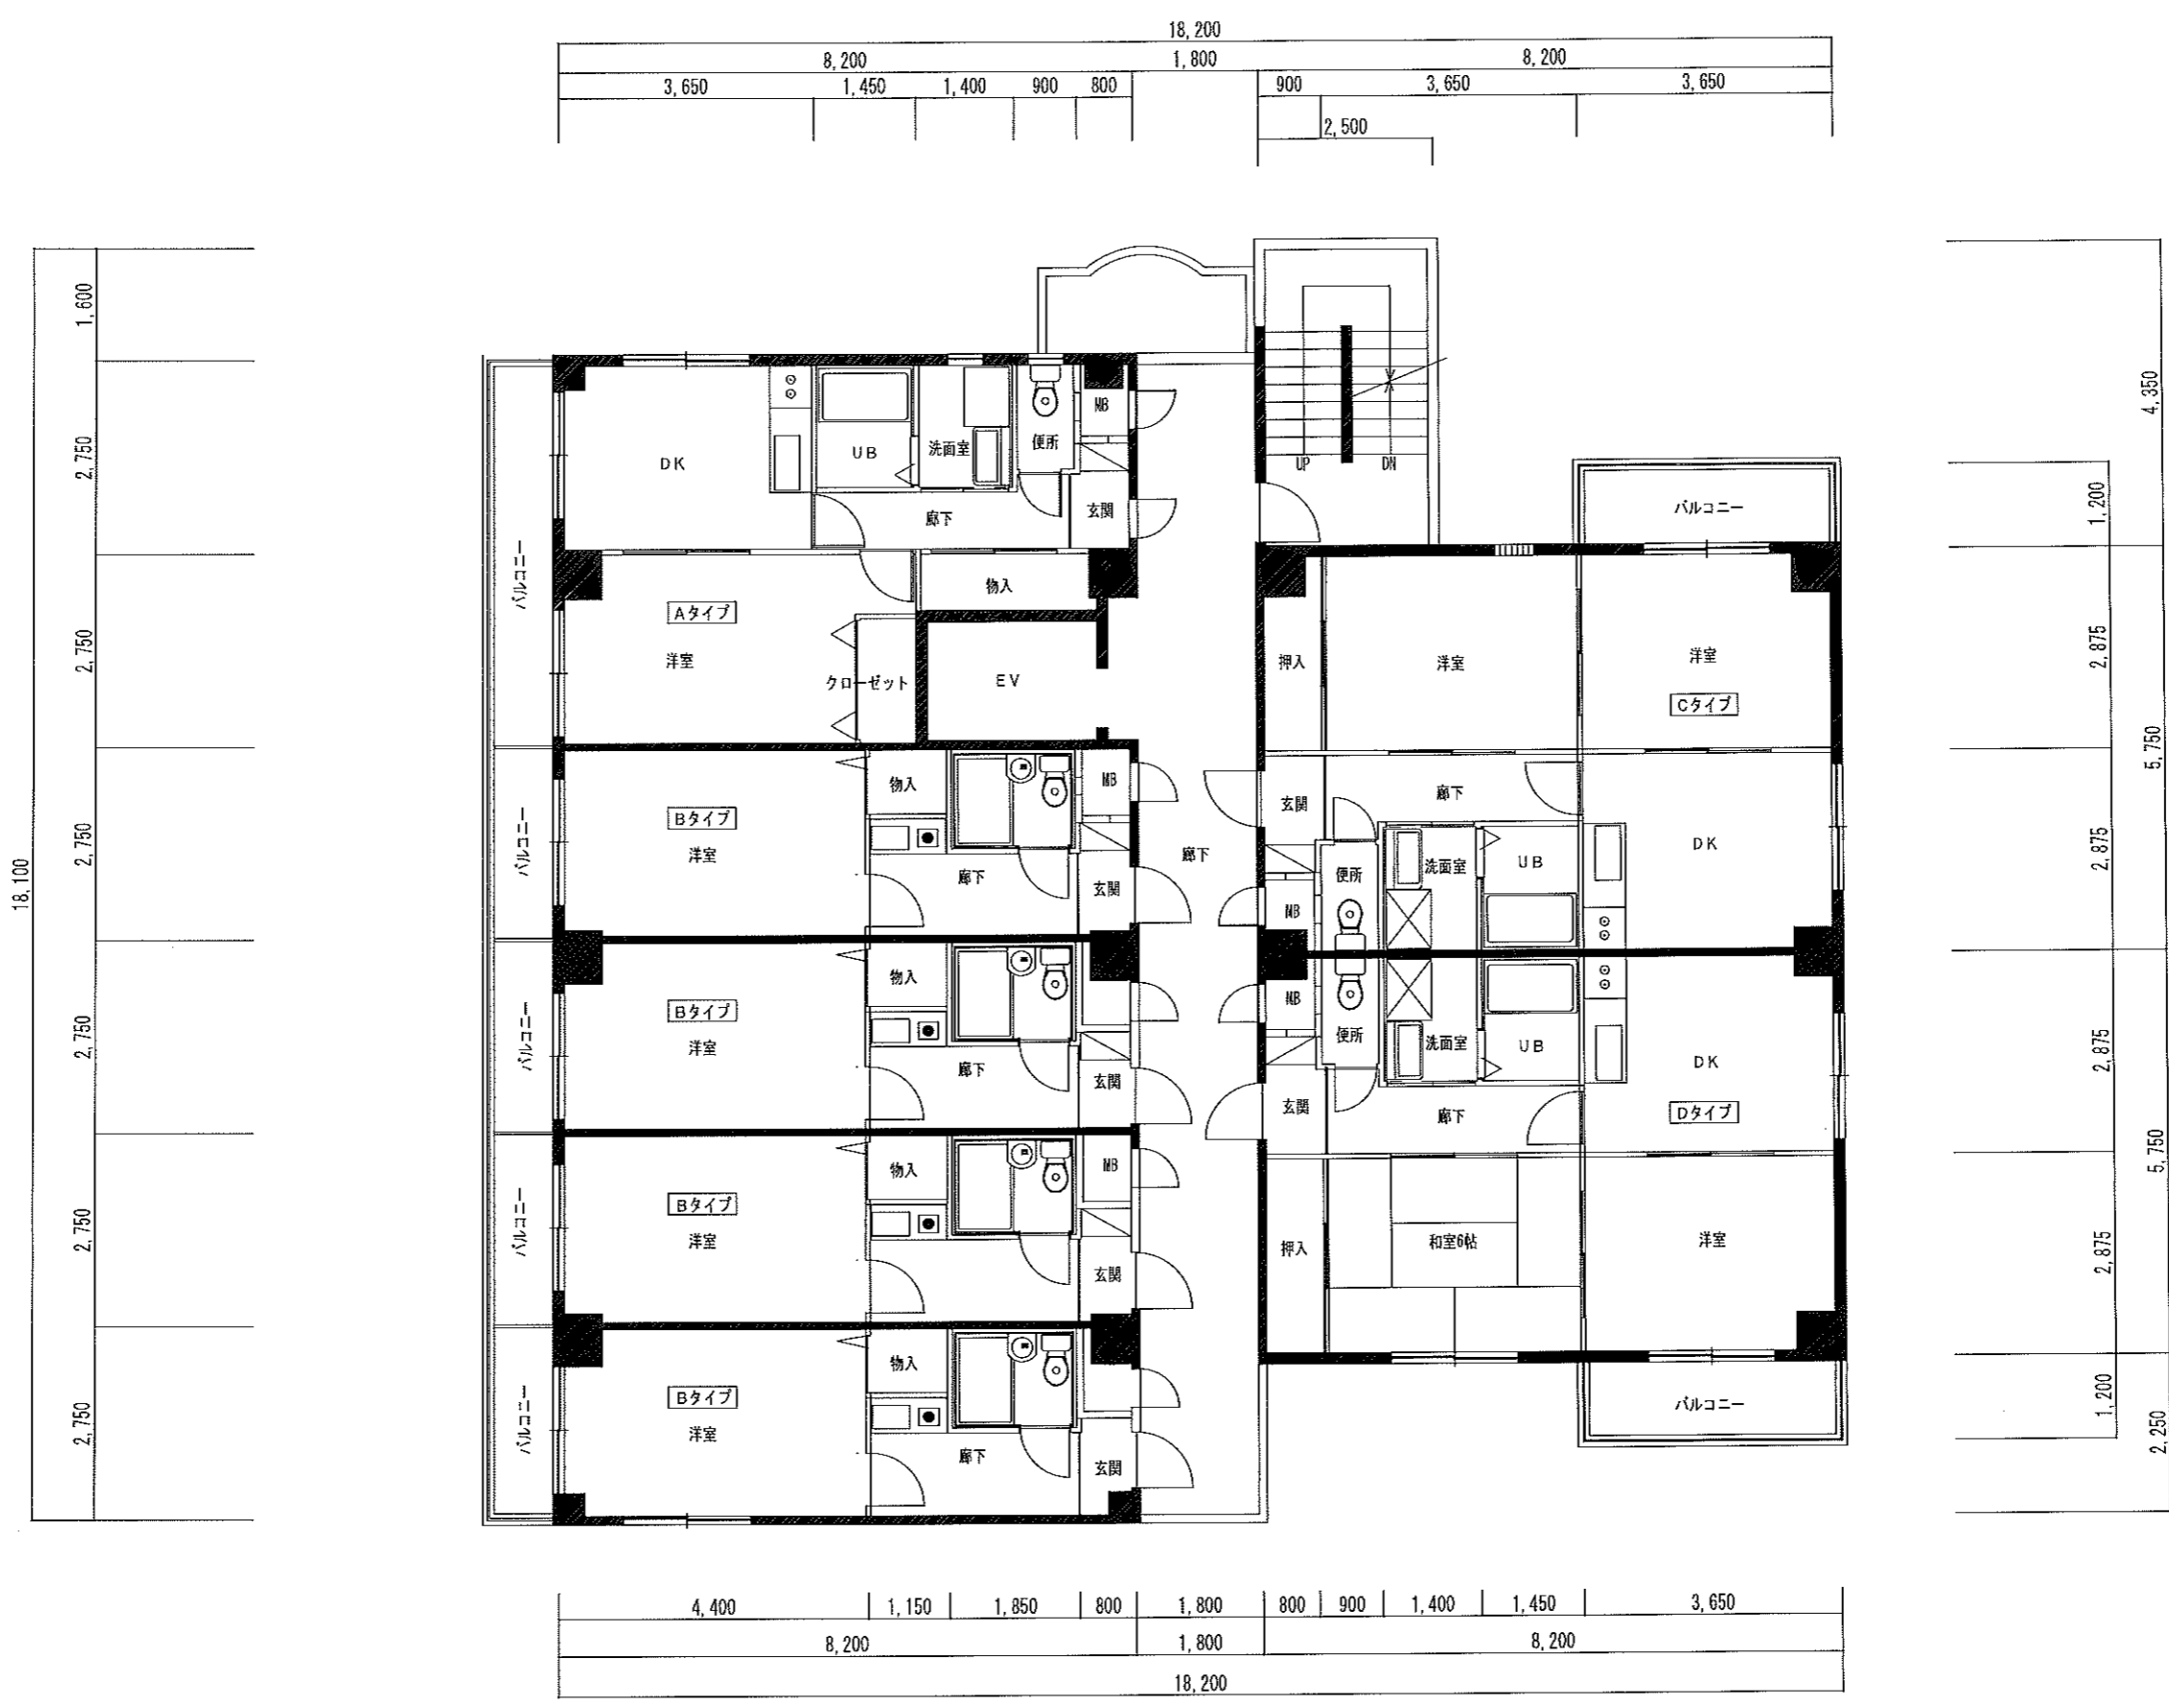 18,200
8,200 1,800 8,200
3,650 1,450 1,400 900 800 900 3,650 3,650
2,500
18,100
1,600
2,750
2,750
2,750
2,750
2,750
2,750
4,350
5,750
5,750
2,250
1,200
2,875
2,875
2,875
2,875
1,200
UP DN
DK UB 洗面室 便所 MB
廊下 玄関
バルコニー
物入
Aタイプ
洋室
クローゼット
EV
バルコニー
押入 洋室 洋室
Cタイプ
バルコニー
Bタイプ
洋室
物入 MB
廊下 玄関
廊下
玄関 廊下
便所 洗面室 UB DK
MB
バルコニー
Bタイプ
洋室
物入
廊下 玄関
MB
便所 洗面室 UB DK
玄関 廊下
Dタイプ
バルコニー
Bタイプ
洋室
物入 MB
玄関
押入 和室6帖 洋室
バルコニー
Bタイプ
洋室
物入
廊下 玄関
バルコニー
4,400 1,150 1,850 800 1,800 800 900 1,400 1,450 3,650
8,200 1,800 8,200
18,200